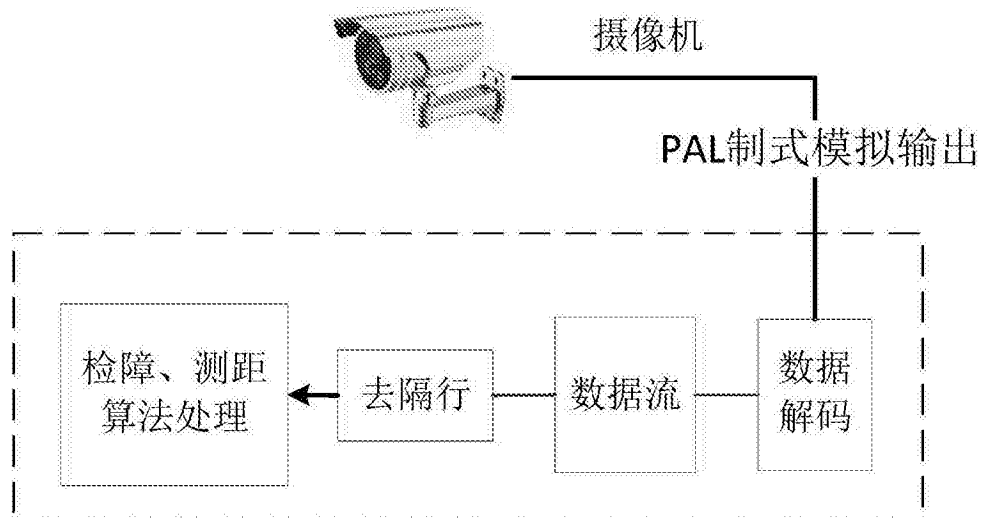 摄像机
PAL制式模拟输出
检障、测距
算法处理
去隔行
数据流
数据
解码